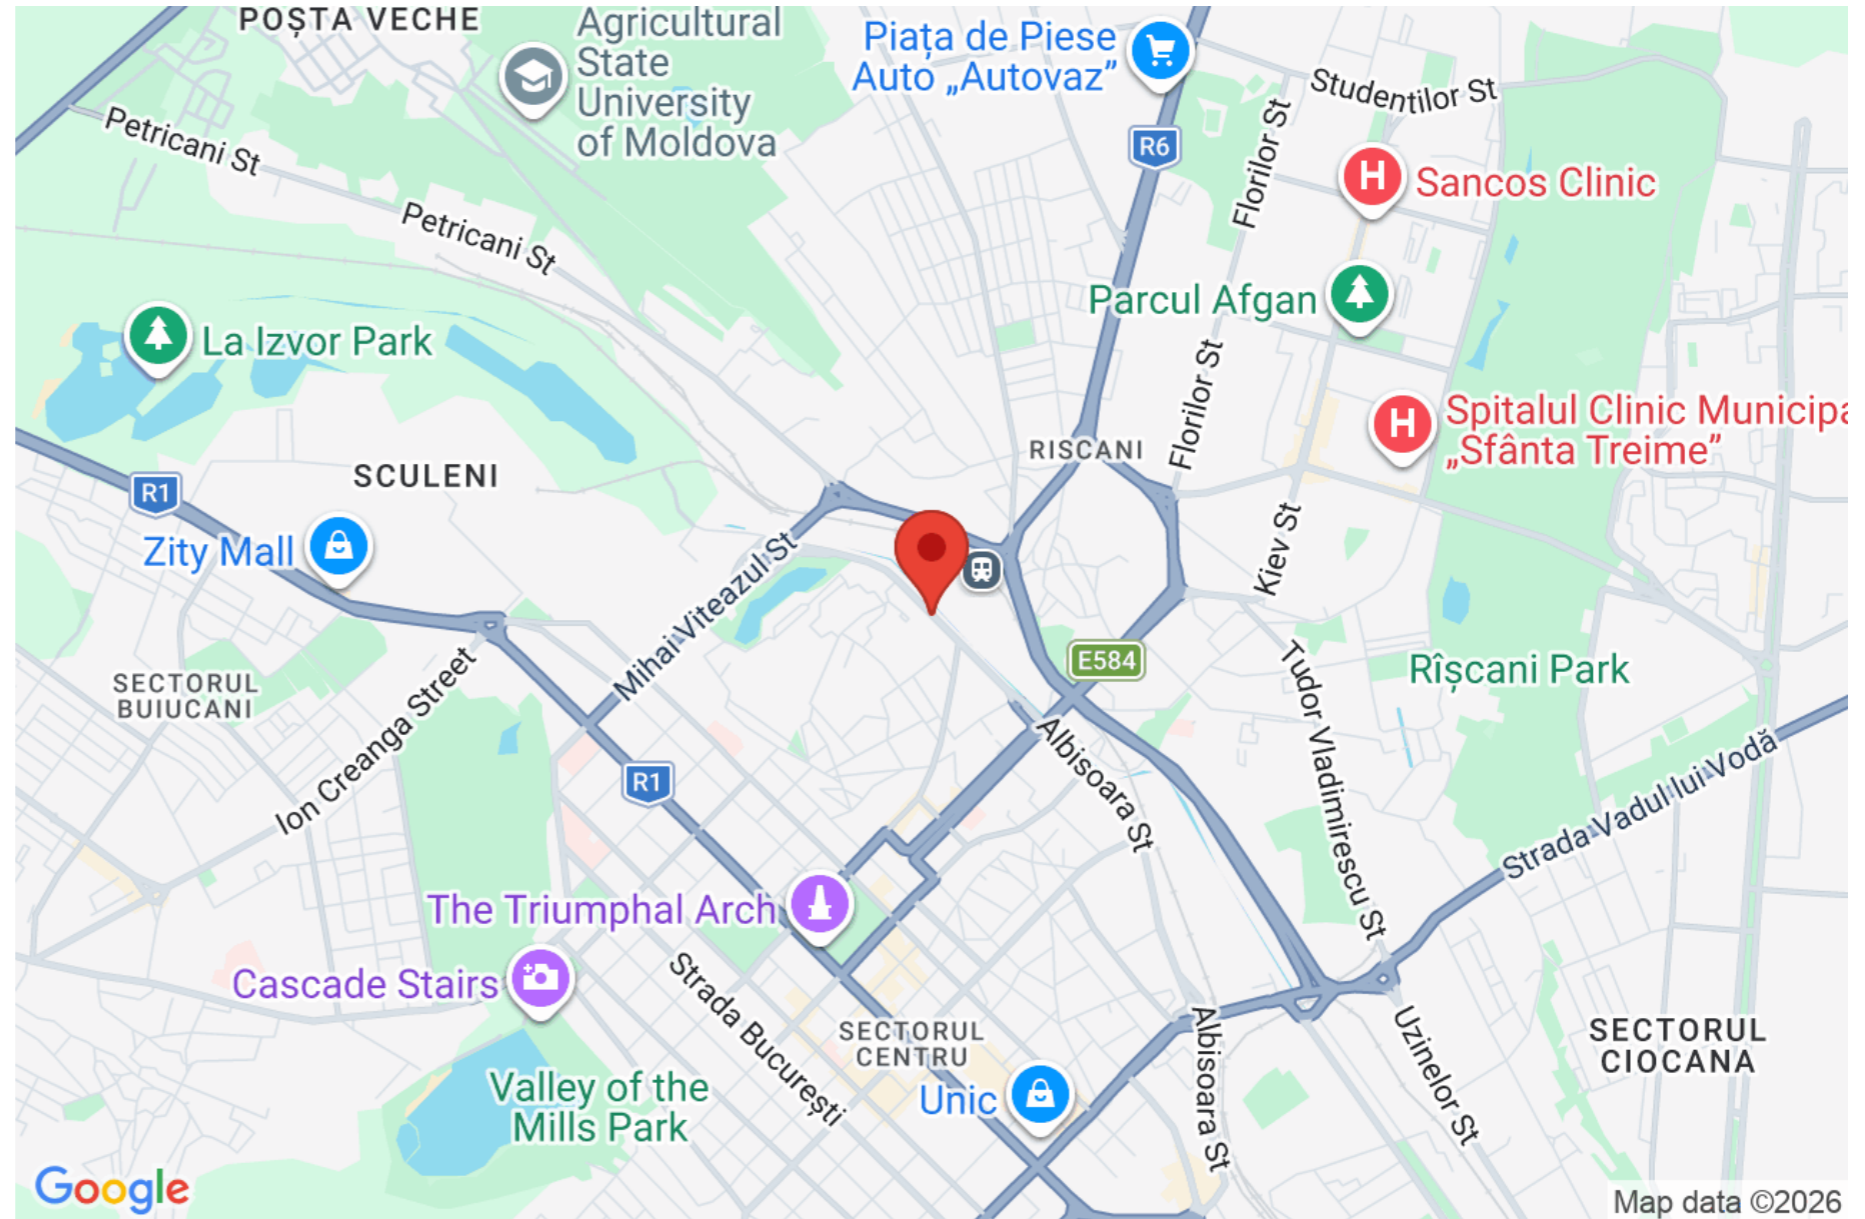 POȘTA VECHE
Agricultural
State
University
of Moldova
Piața de Piese
Auto „Autovaz”
Studentilor St
Petricani St
R6
Florilor St
Sancos Clinic
Petricani St
Parcul Afgan
La Izvor Park
Florilor St
Spitalul Clinic Municipa
„Sfânta Treime”
RISCANI
SCULENI
R1
Zity Mall
Mihai Viteazul St
Kiev St
E584
Rîșcani Park
SECTORUL
BUIUCANI
Ion Creanga Street
Tudor Vladimirescu St
R1
Albisoara St
Strada Vadul lui Vodă
The Triumphal Arch
Cascade Stairs
Strada București
SECTORUL
CENTRU
Albisoara St
Uzinelor St
SECTORUL
CIOCANA
Valley of the
Mills Park
Unic
Google
Map data ©2026